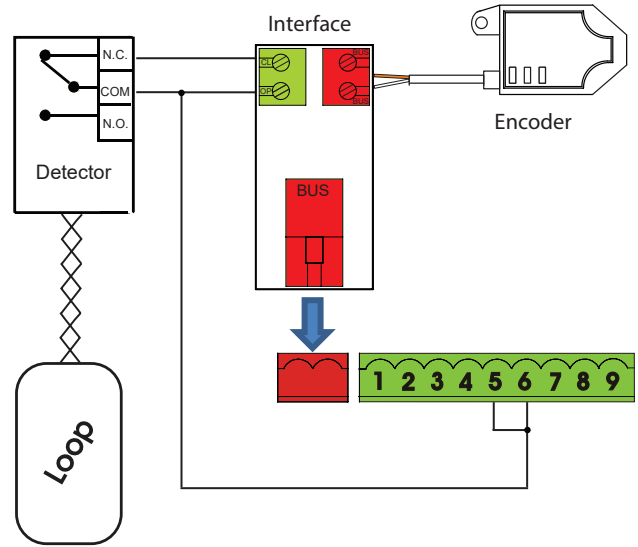 Interface
N.C.
COM
N.O.
Detector
CL
OP
BUS
BUS
Encoder
BUS
1 2 3 4 5 6 7 8 9
Loop